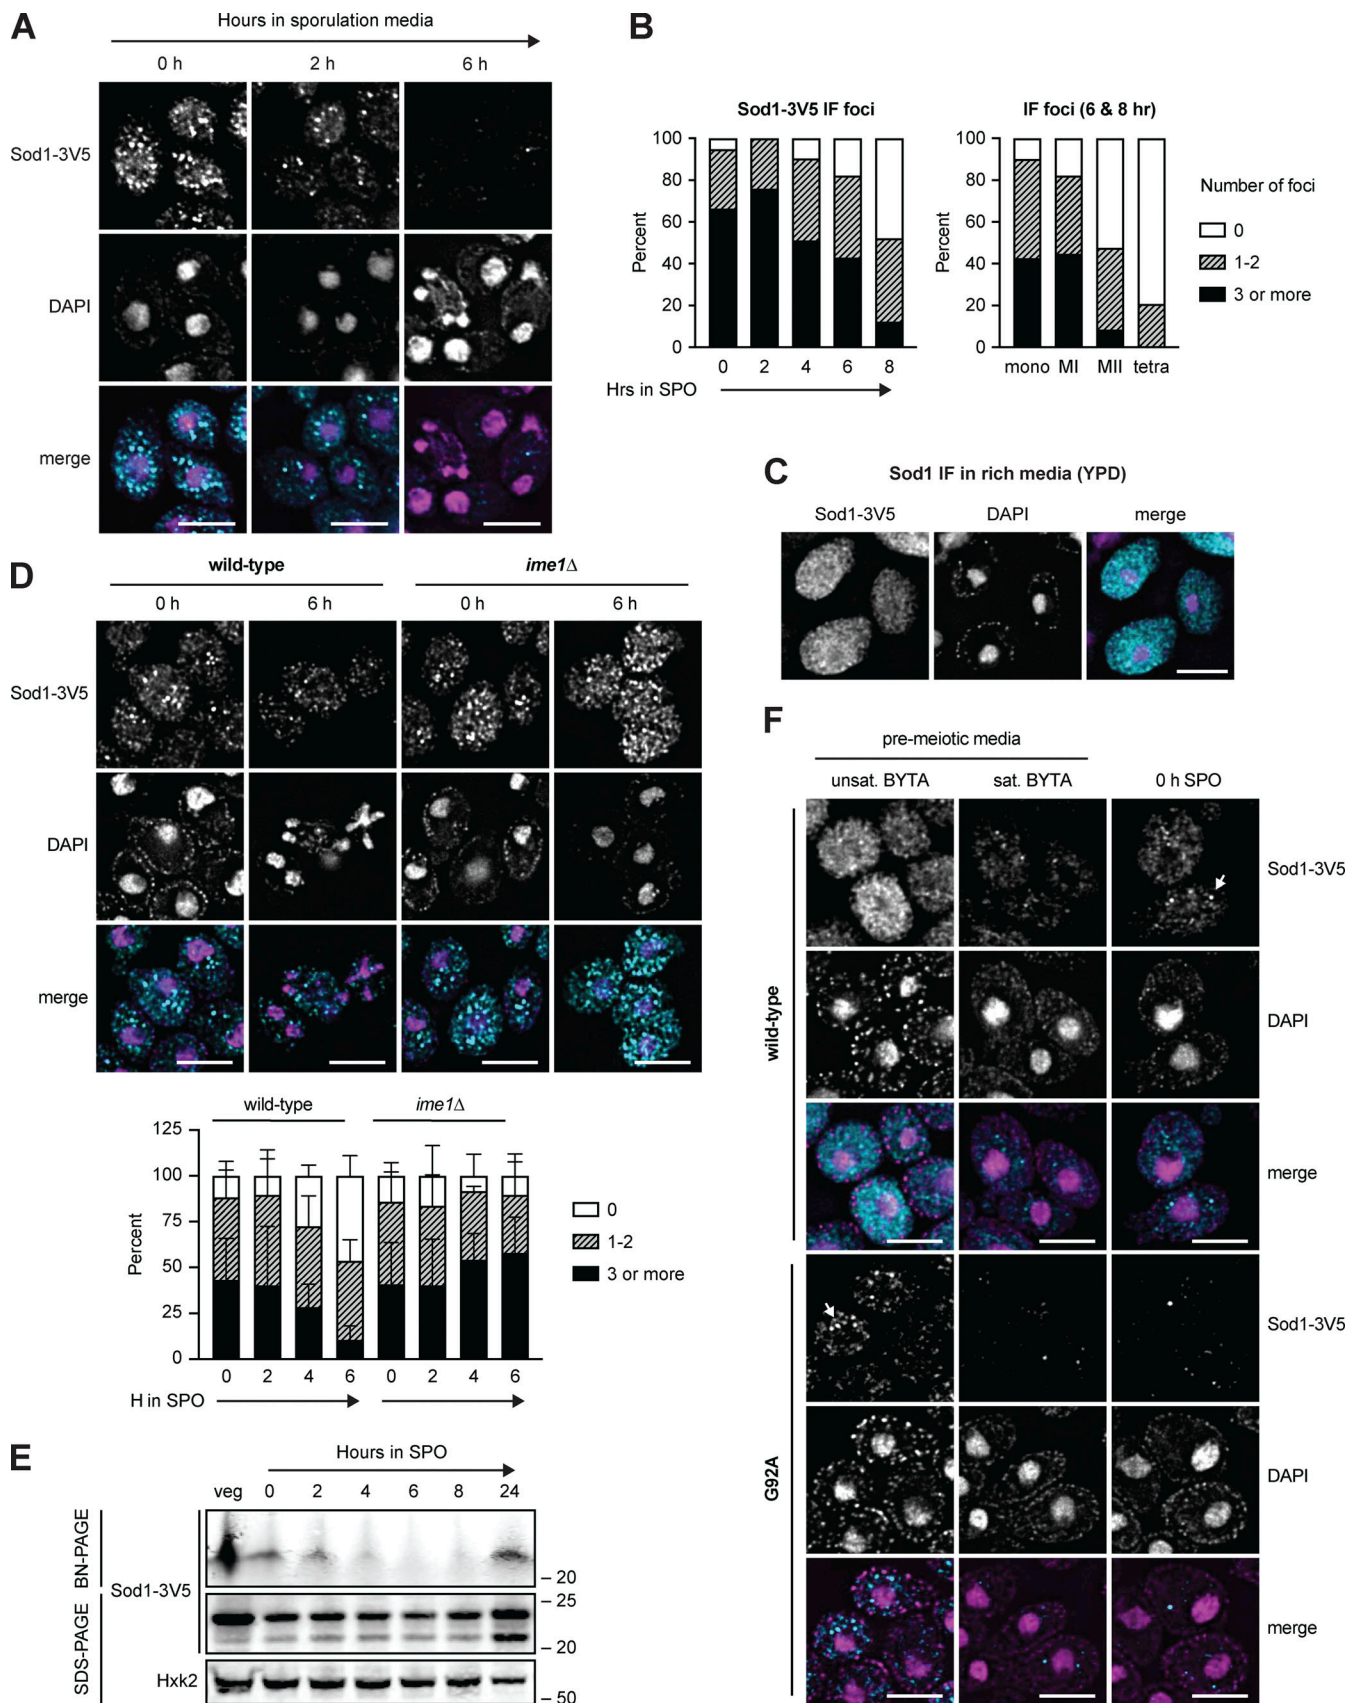 A
Hours in sporulation media
0 h 2 h 6 h
Sod1-3V5
DAPI
merge
B
Sod1-3V5 IF foci
IF foci (6 & 8 hr)
Percent
100
80
60
40
20
0
0 2 4 6 8
Hrs in SPO
Percent
100
80
60
40
20
0
mono MI MII tetra
Number of foci
0
1-2
3 or more
C
Sod1 IF in rich media (YPD)
Sod1-3V5 DAPI merge
D
wild-type ime1Δ
0 h 6 h 0 h 6 h
Sod1-3V5
DAPI
merge
wild-type ime1Δ
Percent
125
100
75
50
25
0
0 2 4 6 0 2 4 6
H in SPO
0
1-2
3 or more
E
Hours in SPO
veg 0 2 4 6 8 24
BN-PAGE
SDS-PAGE
Sod1-3V5
Hxk2
– 20
– 25
– 20
– 50
F
pre-meiotic media
unsat. BYTA sat. BYTA 0 h SPO
wild-type
Sod1-3V5
DAPI
merge
G92A
Sod1-3V5
DAPI
merge